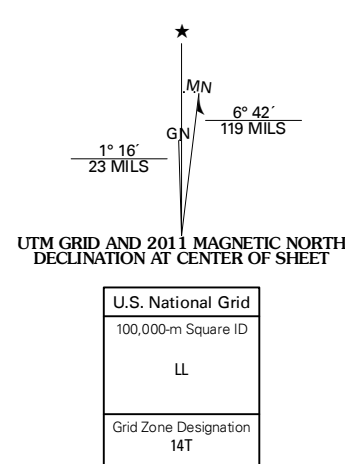 MN
6° 42´
119 MILS
GN
1° 16´
23 MILS
UTM GRID AND 2011 MAGNETIC NORTH
DECLINATION AT CENTER OF SHEET
U.S. National Grid
100,000-m Square ID
LL
Grid Zone Designation
14T